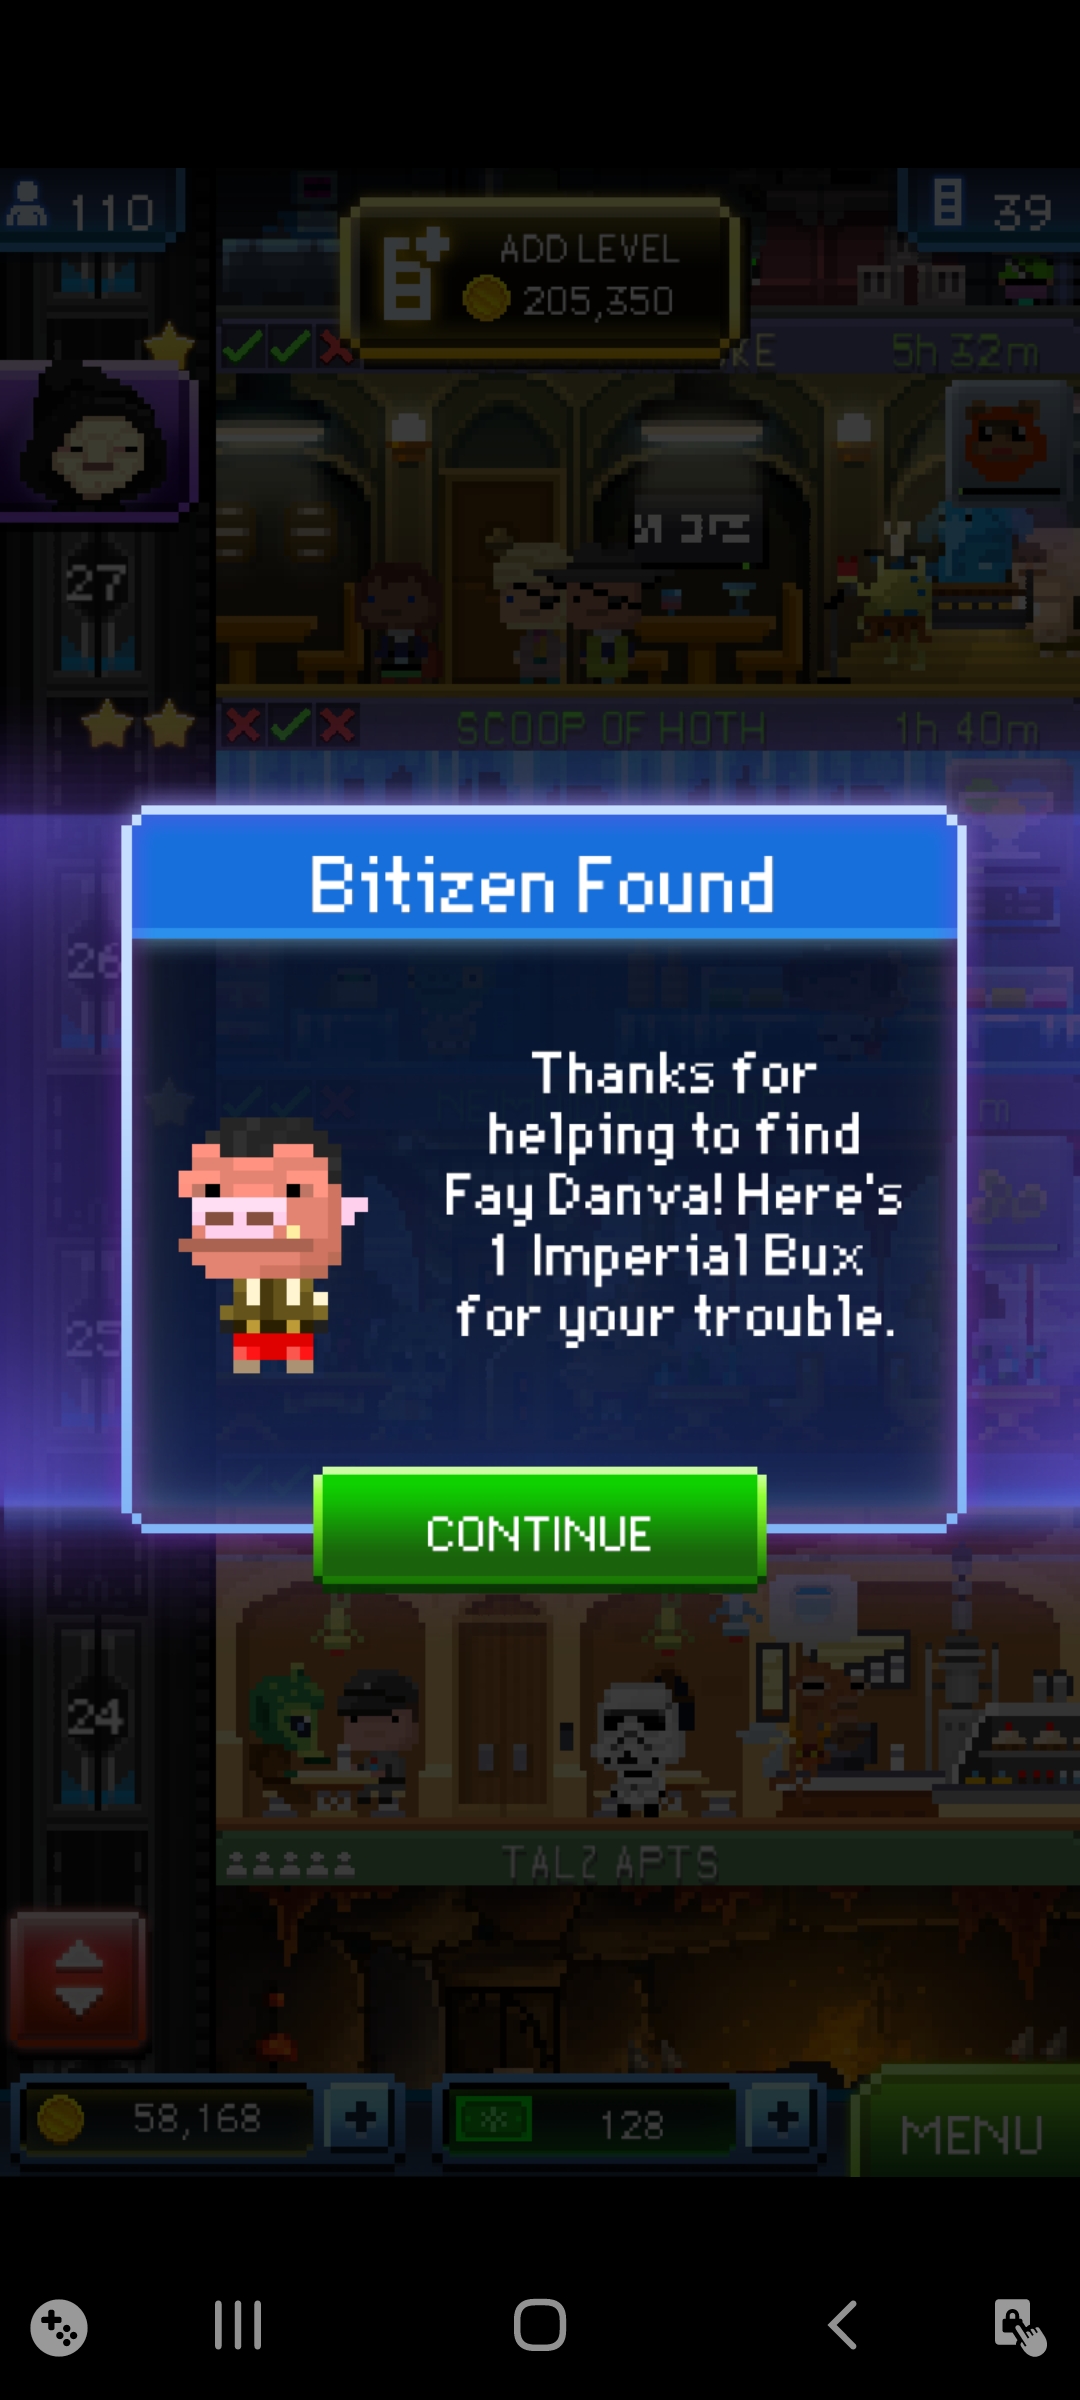 110
39
ADD LEVEL
205,350
KE
5h 32m
27
SCOOP OF HOTH
1h 40m
Bitizen Found
26
Thanks for
helping to find
Fay Danva! Here's
1 Imperial Bux
for your trouble.
m
25
CONTINUE
24
TALZ APTS
58,168
128
MENU